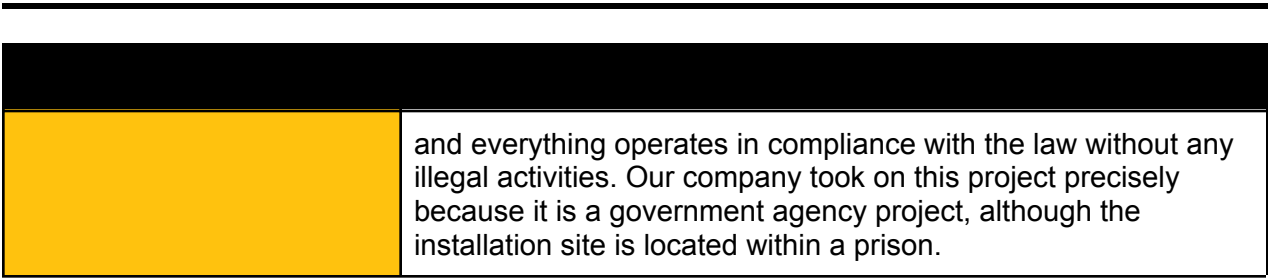 and everything operates in compliance with the law without any
illegal activities. Our company took on this project precisely
because it is a government agency project, although the
installation site is located within a prison.